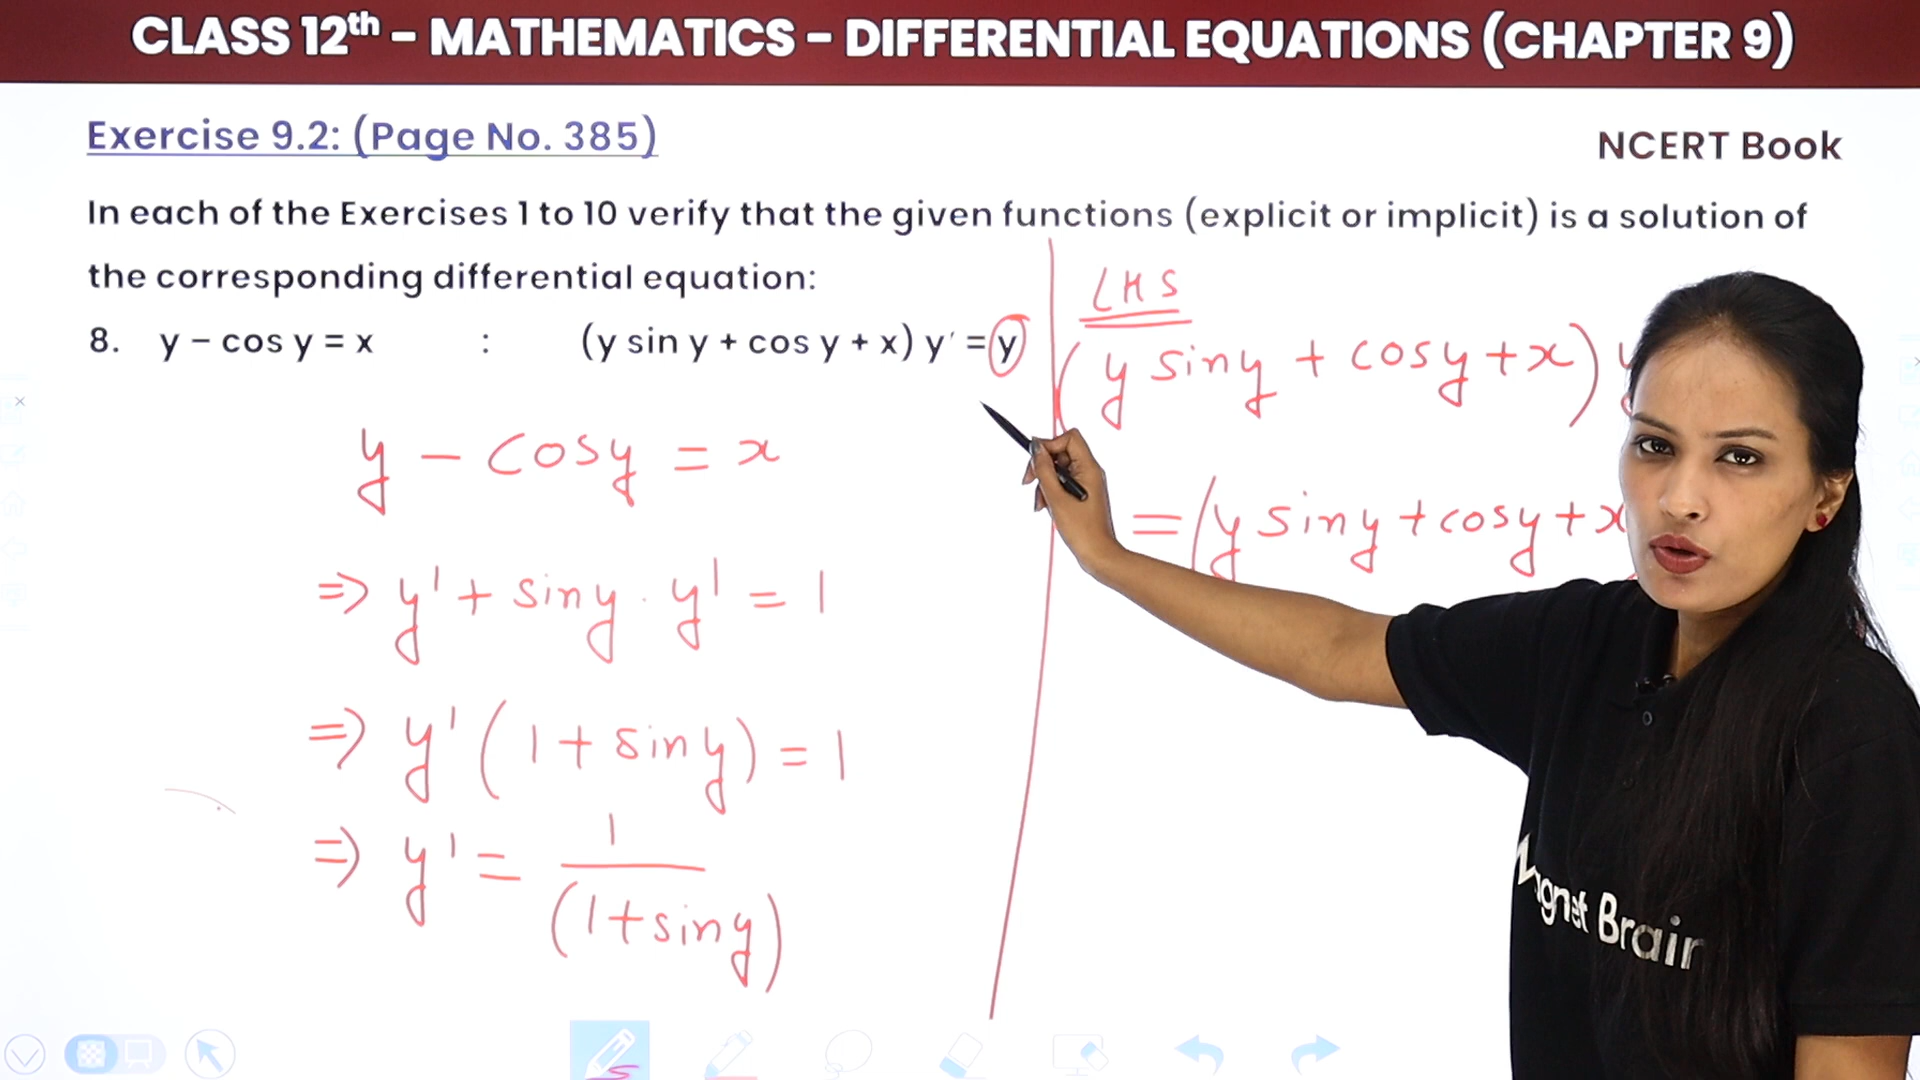 CLASS 12th – MATHEMATICS – DIFFERENTIAL EQUATIONS (CHAPTER 9)
Exercise 9.2: (Page No. 385)
NCERT Book
In each of the Exercises 1 to 10 verify that the given functions (explicit or implicit) is a solution of
the corresponding differential equation:
8. y – cos y = x : (y sin y + cos y + x) y′ = y
y – cosy = x
⇒ y' + siny · y' = 1
⇒ y' (1 + siny) = 1
⇒ y' = 1
(1+siny)
LHS
(y siny + cosy + x) y
= (y siny + cosy + x
Magnet Brain